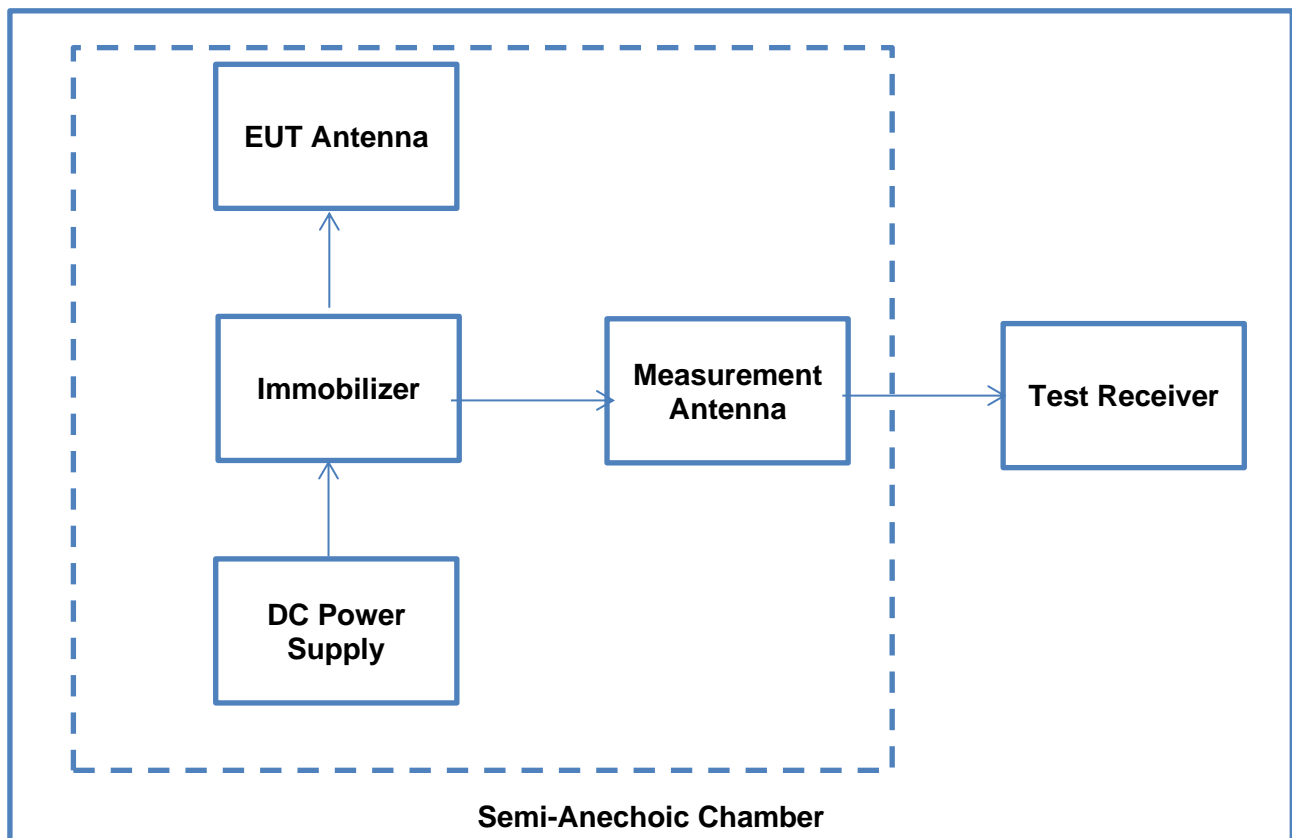 EUT Antenna
Immobilizer
Measurement
Antenna
Test Receiver
DC Power
Supply
Semi-Anechoic Chamber